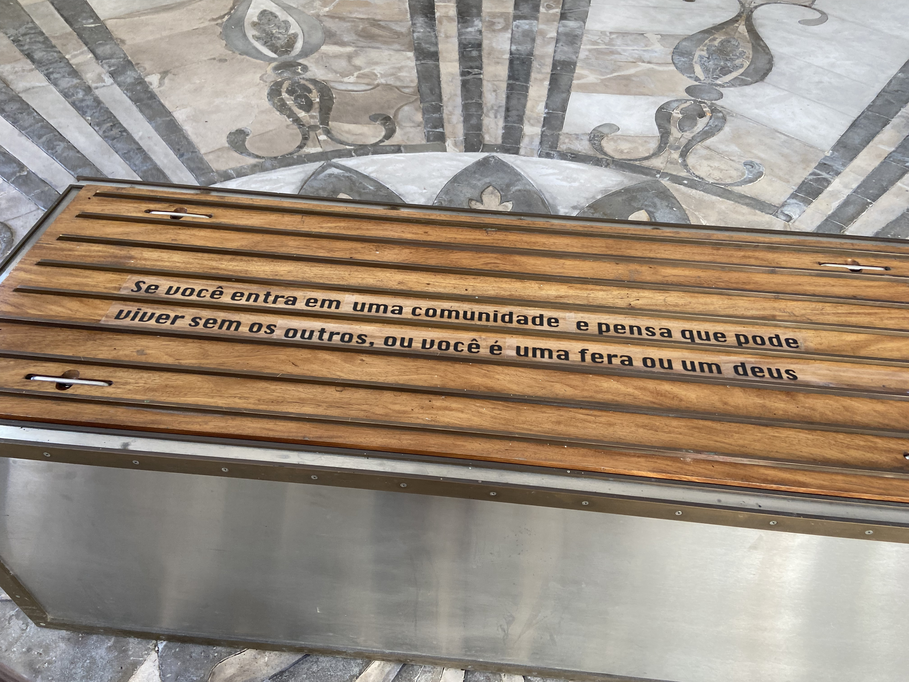 Se você entra em uma comunidade e pensa que pode
viver sem os outros, ou você é uma fera ou um deus